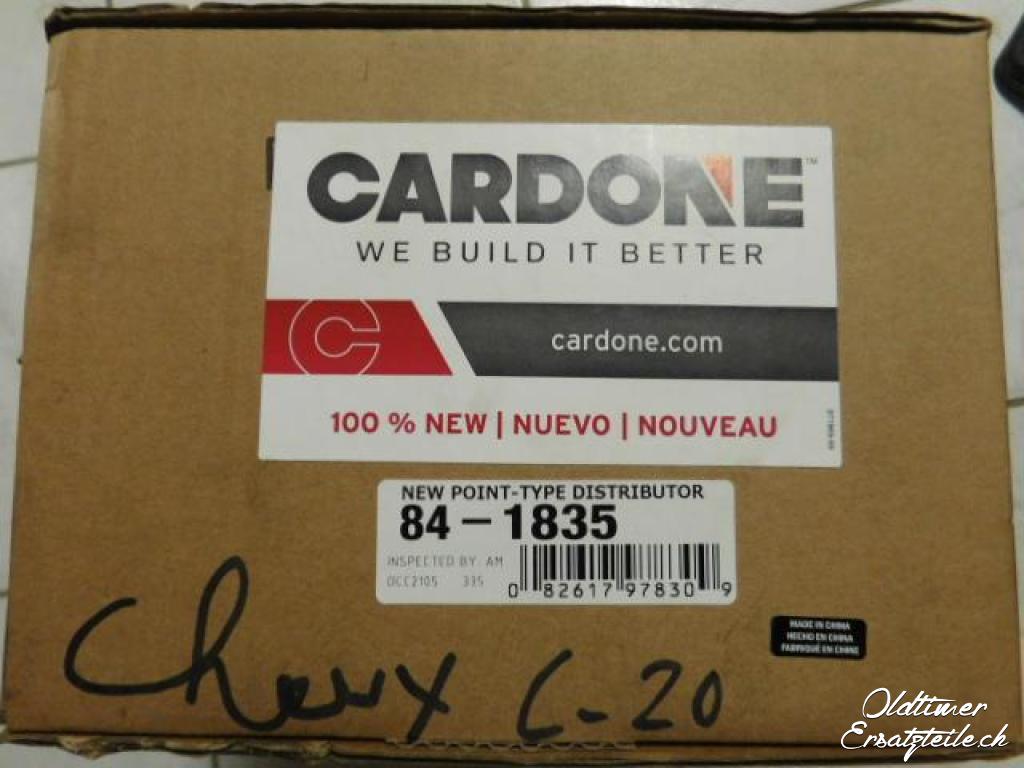 CARDONE™
WE BUILD IT BETTER
cardone.com
100 % NEW | NUEVO | NOUVEAU
NEW POINT-TYPE DISTRIBUTOR
84-1835
INSPECTED BY: AM
335
0 82617 97830 9
MADE IN CHINA
HECHO EN CHINA
FABRIQUÉ EN CHINE
C-20
Oldtimer
Ersatzteile.ch